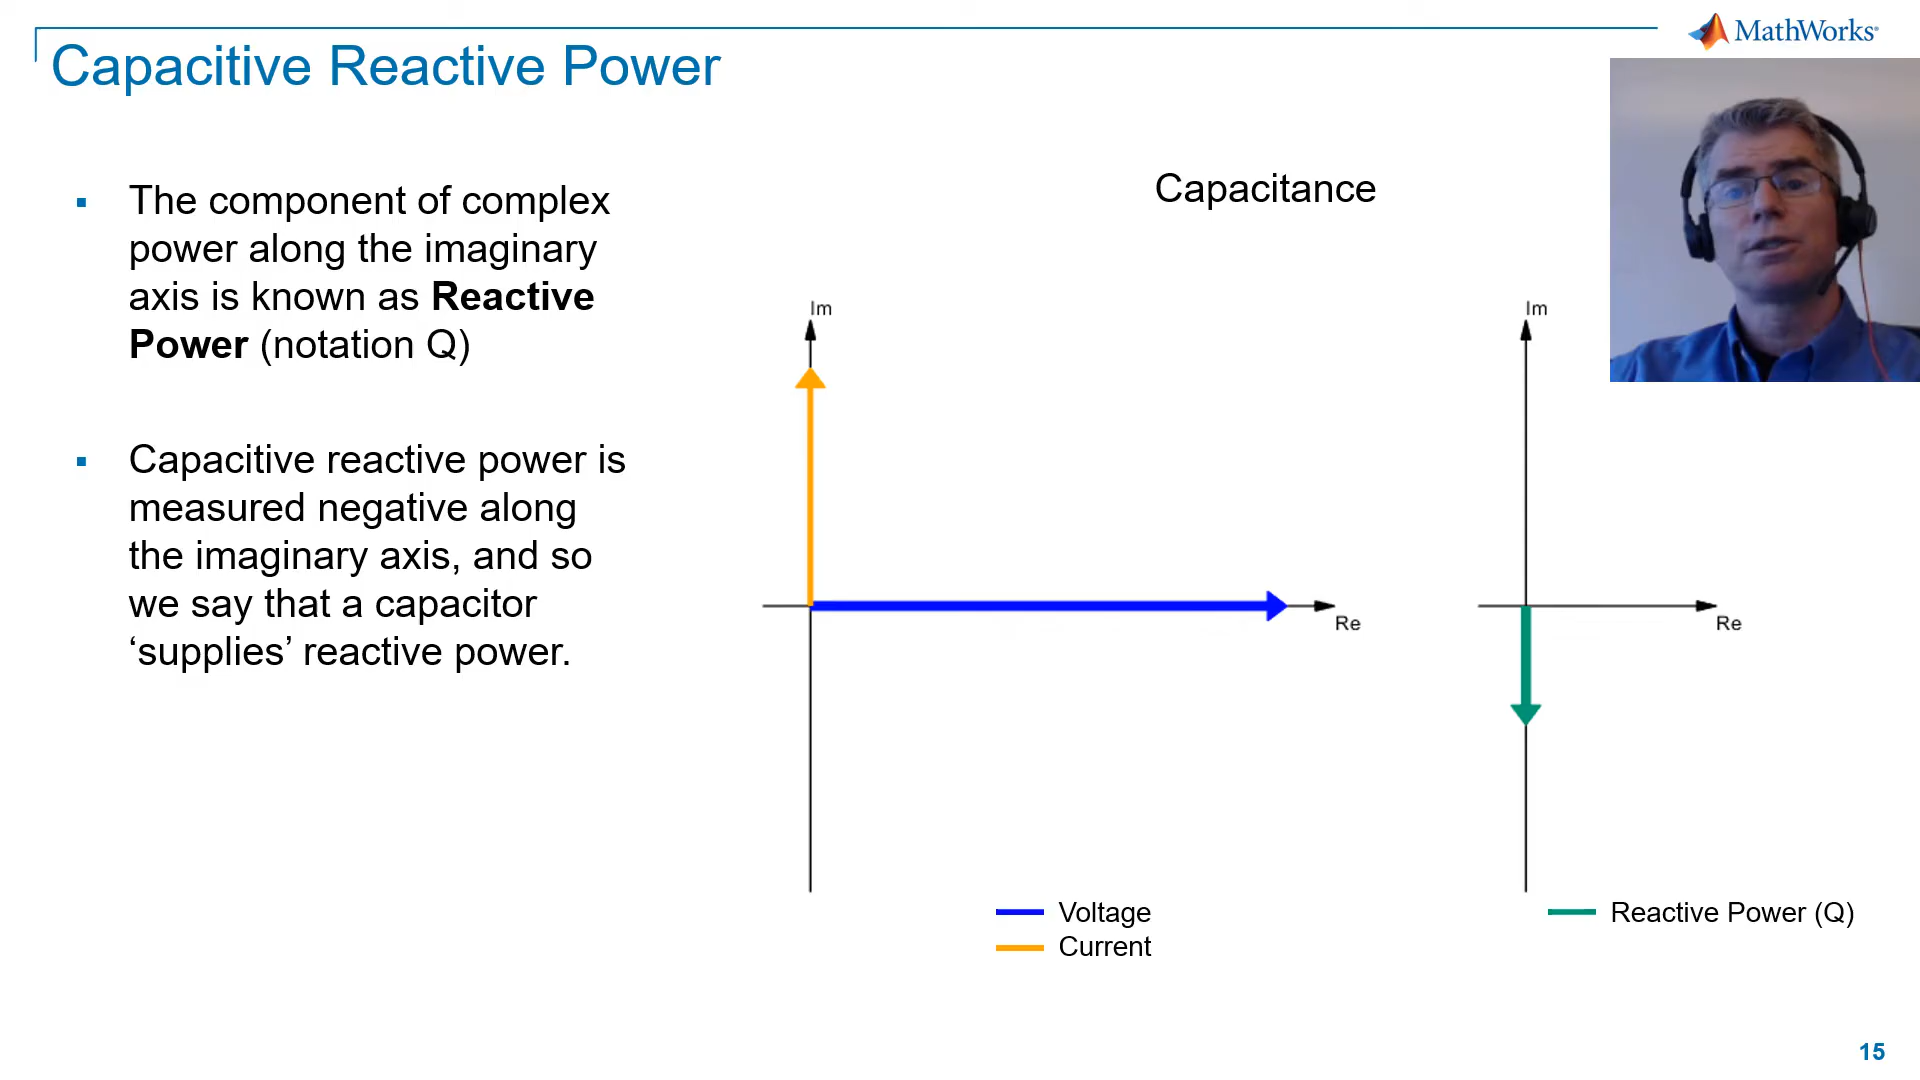 MathWorks®
Capacitive Reactive Power
▪ The component of complex
power along the imaginary
axis is known as Reactive
Power (notation Q)
▪ Capacitive reactive power is
measured negative along
the imaginary axis, and so
we say that a capacitor
‘supplies’ reactive power.
Capacitance
Im
Re
Im
Re
Voltage
Current
Reactive Power (Q)
15